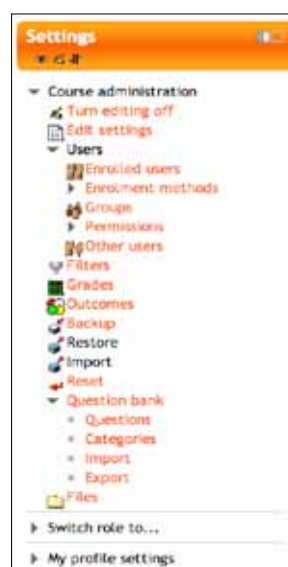 Settings
Course administration
Turn editing off
Edit settings
Users
Enrolled users
Enrolment methods
Groups
Permissions
Other users
Filters
Grades
Outcomes
Backup
Restore
Import
Reset
Question bank
Questions
Categories
Import
Export
Files
Switch role to...
My profile settings